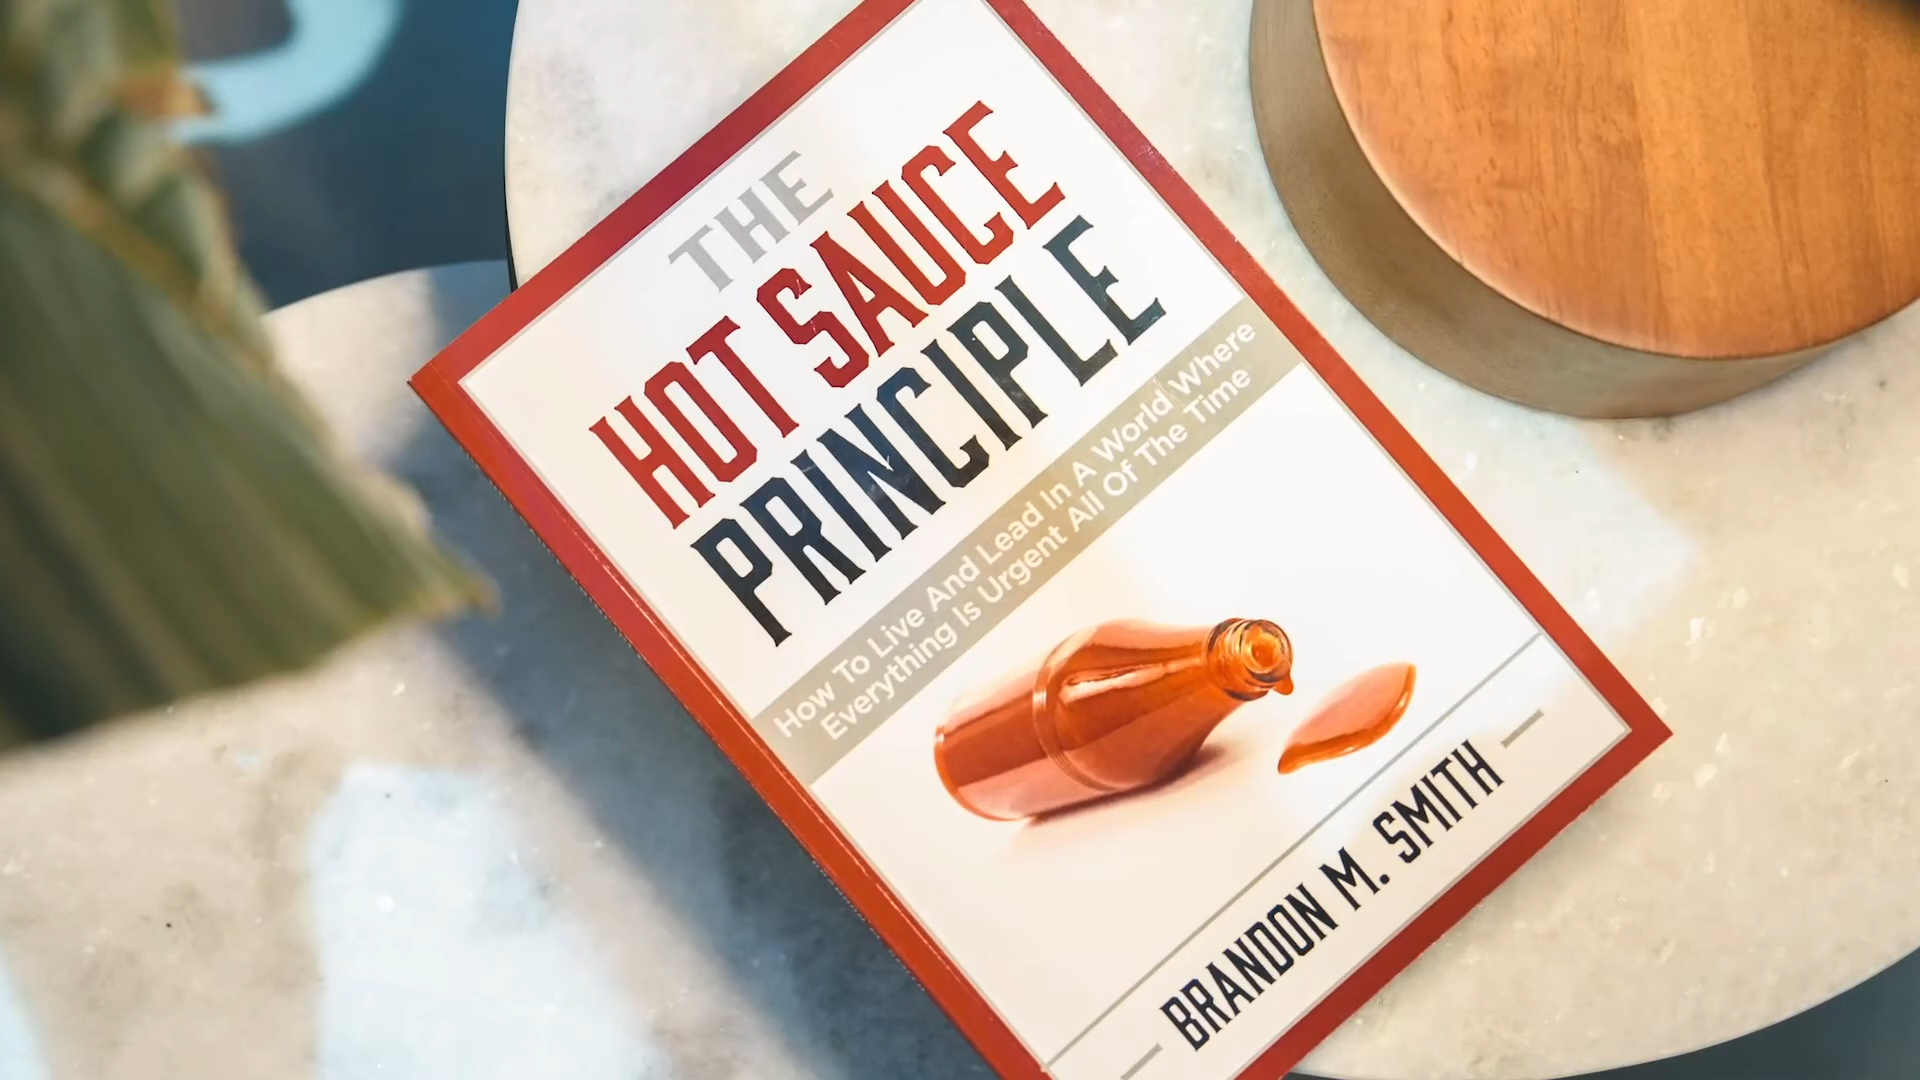 THE
HOT SAUCE
PRINCIPLE
How To Live And Lead In A World Where
Everything Is Urgent All Of The Time
BRANDON M. SMITH